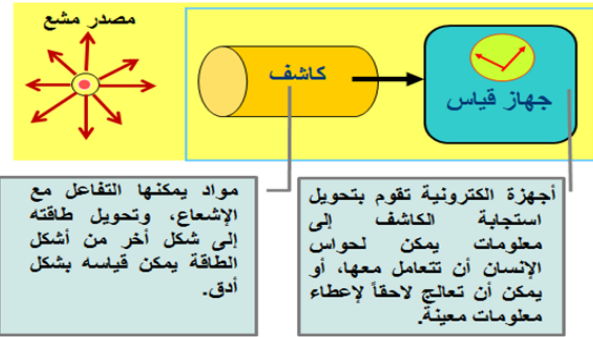 مصدر مشع
كاشف
جهاز قياس
مواد يمكنها التفاعل مع
الإشعاع، وتحويل طاقته
إلى شكل أخر من أشكل
الطاقة يمكن قياسه بشكل
أدق.
أجهزة الكترونية تقوم بتحويل
استجابة الكاشف إلى
معلومات يمكن لحواس
الإنسان أن تتعامل معها، أو
يمكن أن تعالج لاحقاً لإعطاء
معلومات معينة.